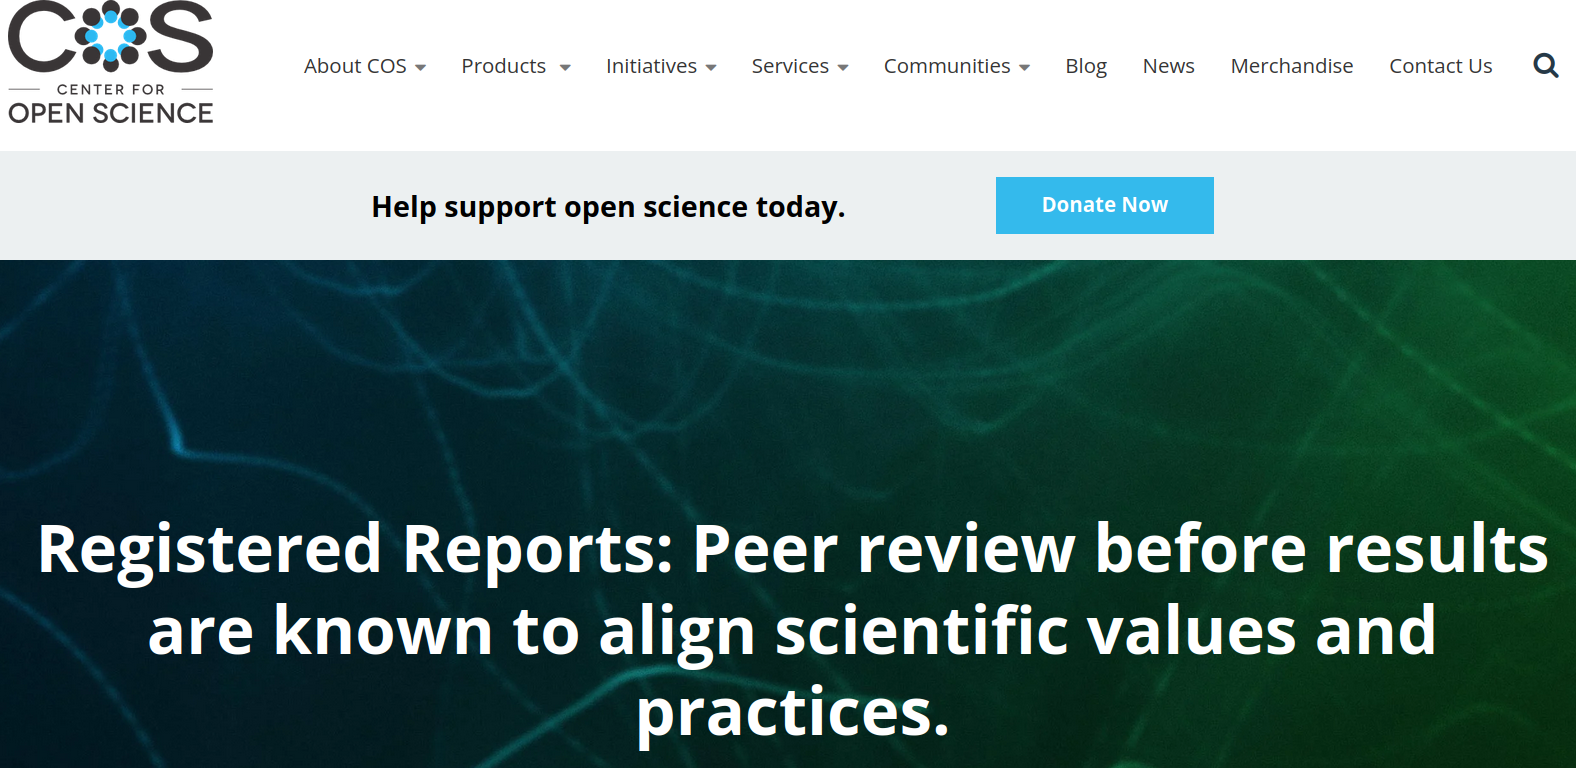 COS
CENTER FOR
OPEN SCIENCE
About COS Products Initiatives Services Communities Blog News Merchandise Contact Us
Help support open science today.
Donate Now
Registered Reports: Peer review before results
are known to align scientific values and
practices.